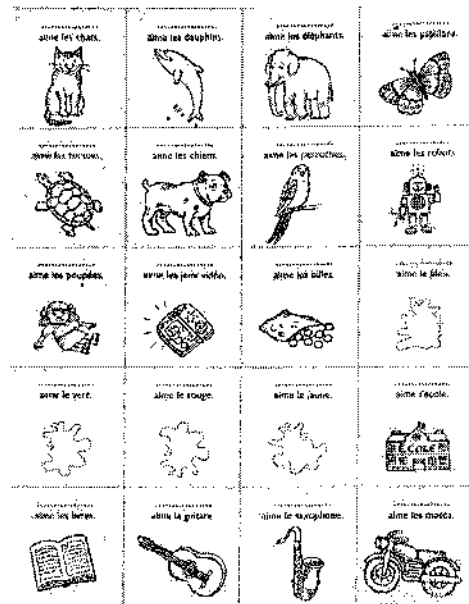 aime les chats.
aime les dauphins.
aime les éléphants.
aime les papillons.
aime les tortues.
aime les chiens.
aime les perruches.
aime les robots.
aime les poupées.
aime les jeux vidéo.
aime les billes.
aime le bleu.
aime le vert.
aime le rouge.
aime le jaune.
aime l'école.
ÉCOLE
aime les livres.
aime la guitare.
aime le saxophone.
aime les motos.